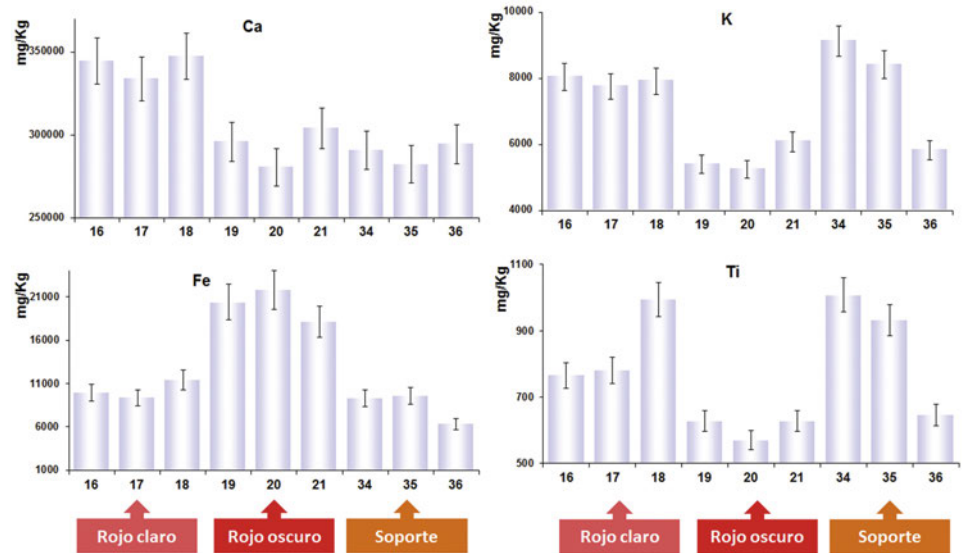 Ca
mg/Kg
350000
300000
250000
16 17 18 19 20 21 34 35 36
K
mg/Kg
10000
8000
6000
4000
16 17 18 19 20 21 34 35 36
Fe
mg/Kg
21000
16000
11000
6000
1000
16 17 18 19 20 21 34 35 36
Rojo claro Rojo oscuro Soporte
Ti
mg/Kg
1100
900
700
500
16 17 18 19 20 21 34 35 36
Rojo claro Rojo oscuro Soporte